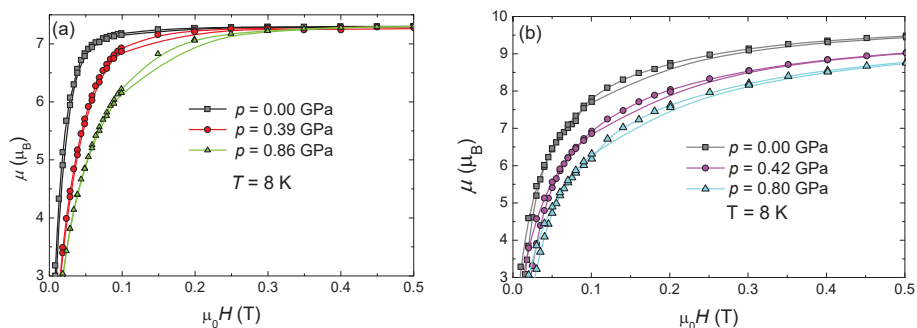 (a)
μ (μ_B)
7
6
5
4
3
p = 0.00 GPa
p = 0.39 GPa
p = 0.86 GPa
T = 8 K
0.0 0.1 0.2 0.3 0.4 0.5
μ₀H (T)
(b)
μ (μ_B)
10
9
8
7
6
5
4
3
p = 0.00 GPa
p = 0.42 GPa
p = 0.80 GPa
T = 8 K
0.0 0.1 0.2 0.3 0.4 0.5
μ₀H (T)